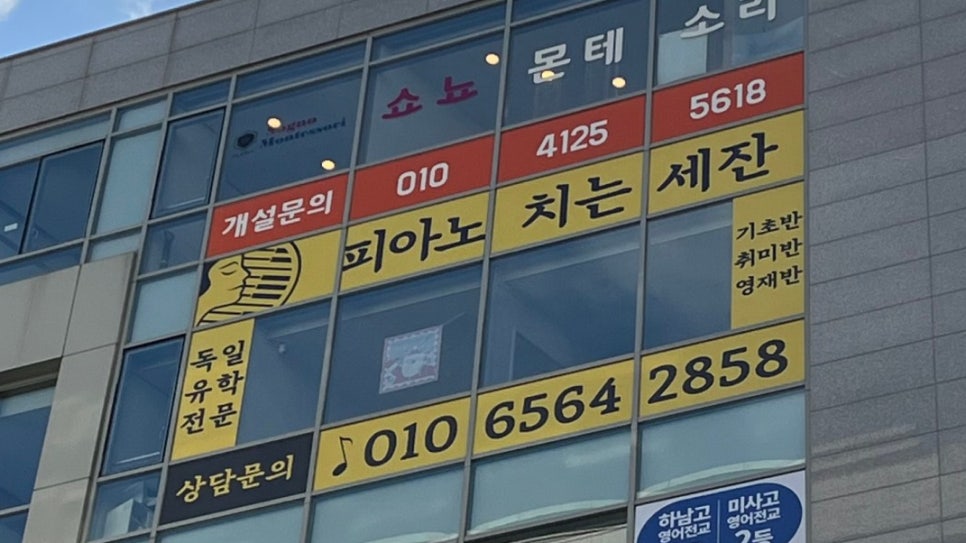 쇼뇨 몬테 소리
Montessori
개설문의 010 4125 5618
피아노 치는 세잔
기초반
취미반
영재반
독일
유학
전문
상담문의 ♪010 6564 2858
하남고 미사고
영어전교 영어전교
2등